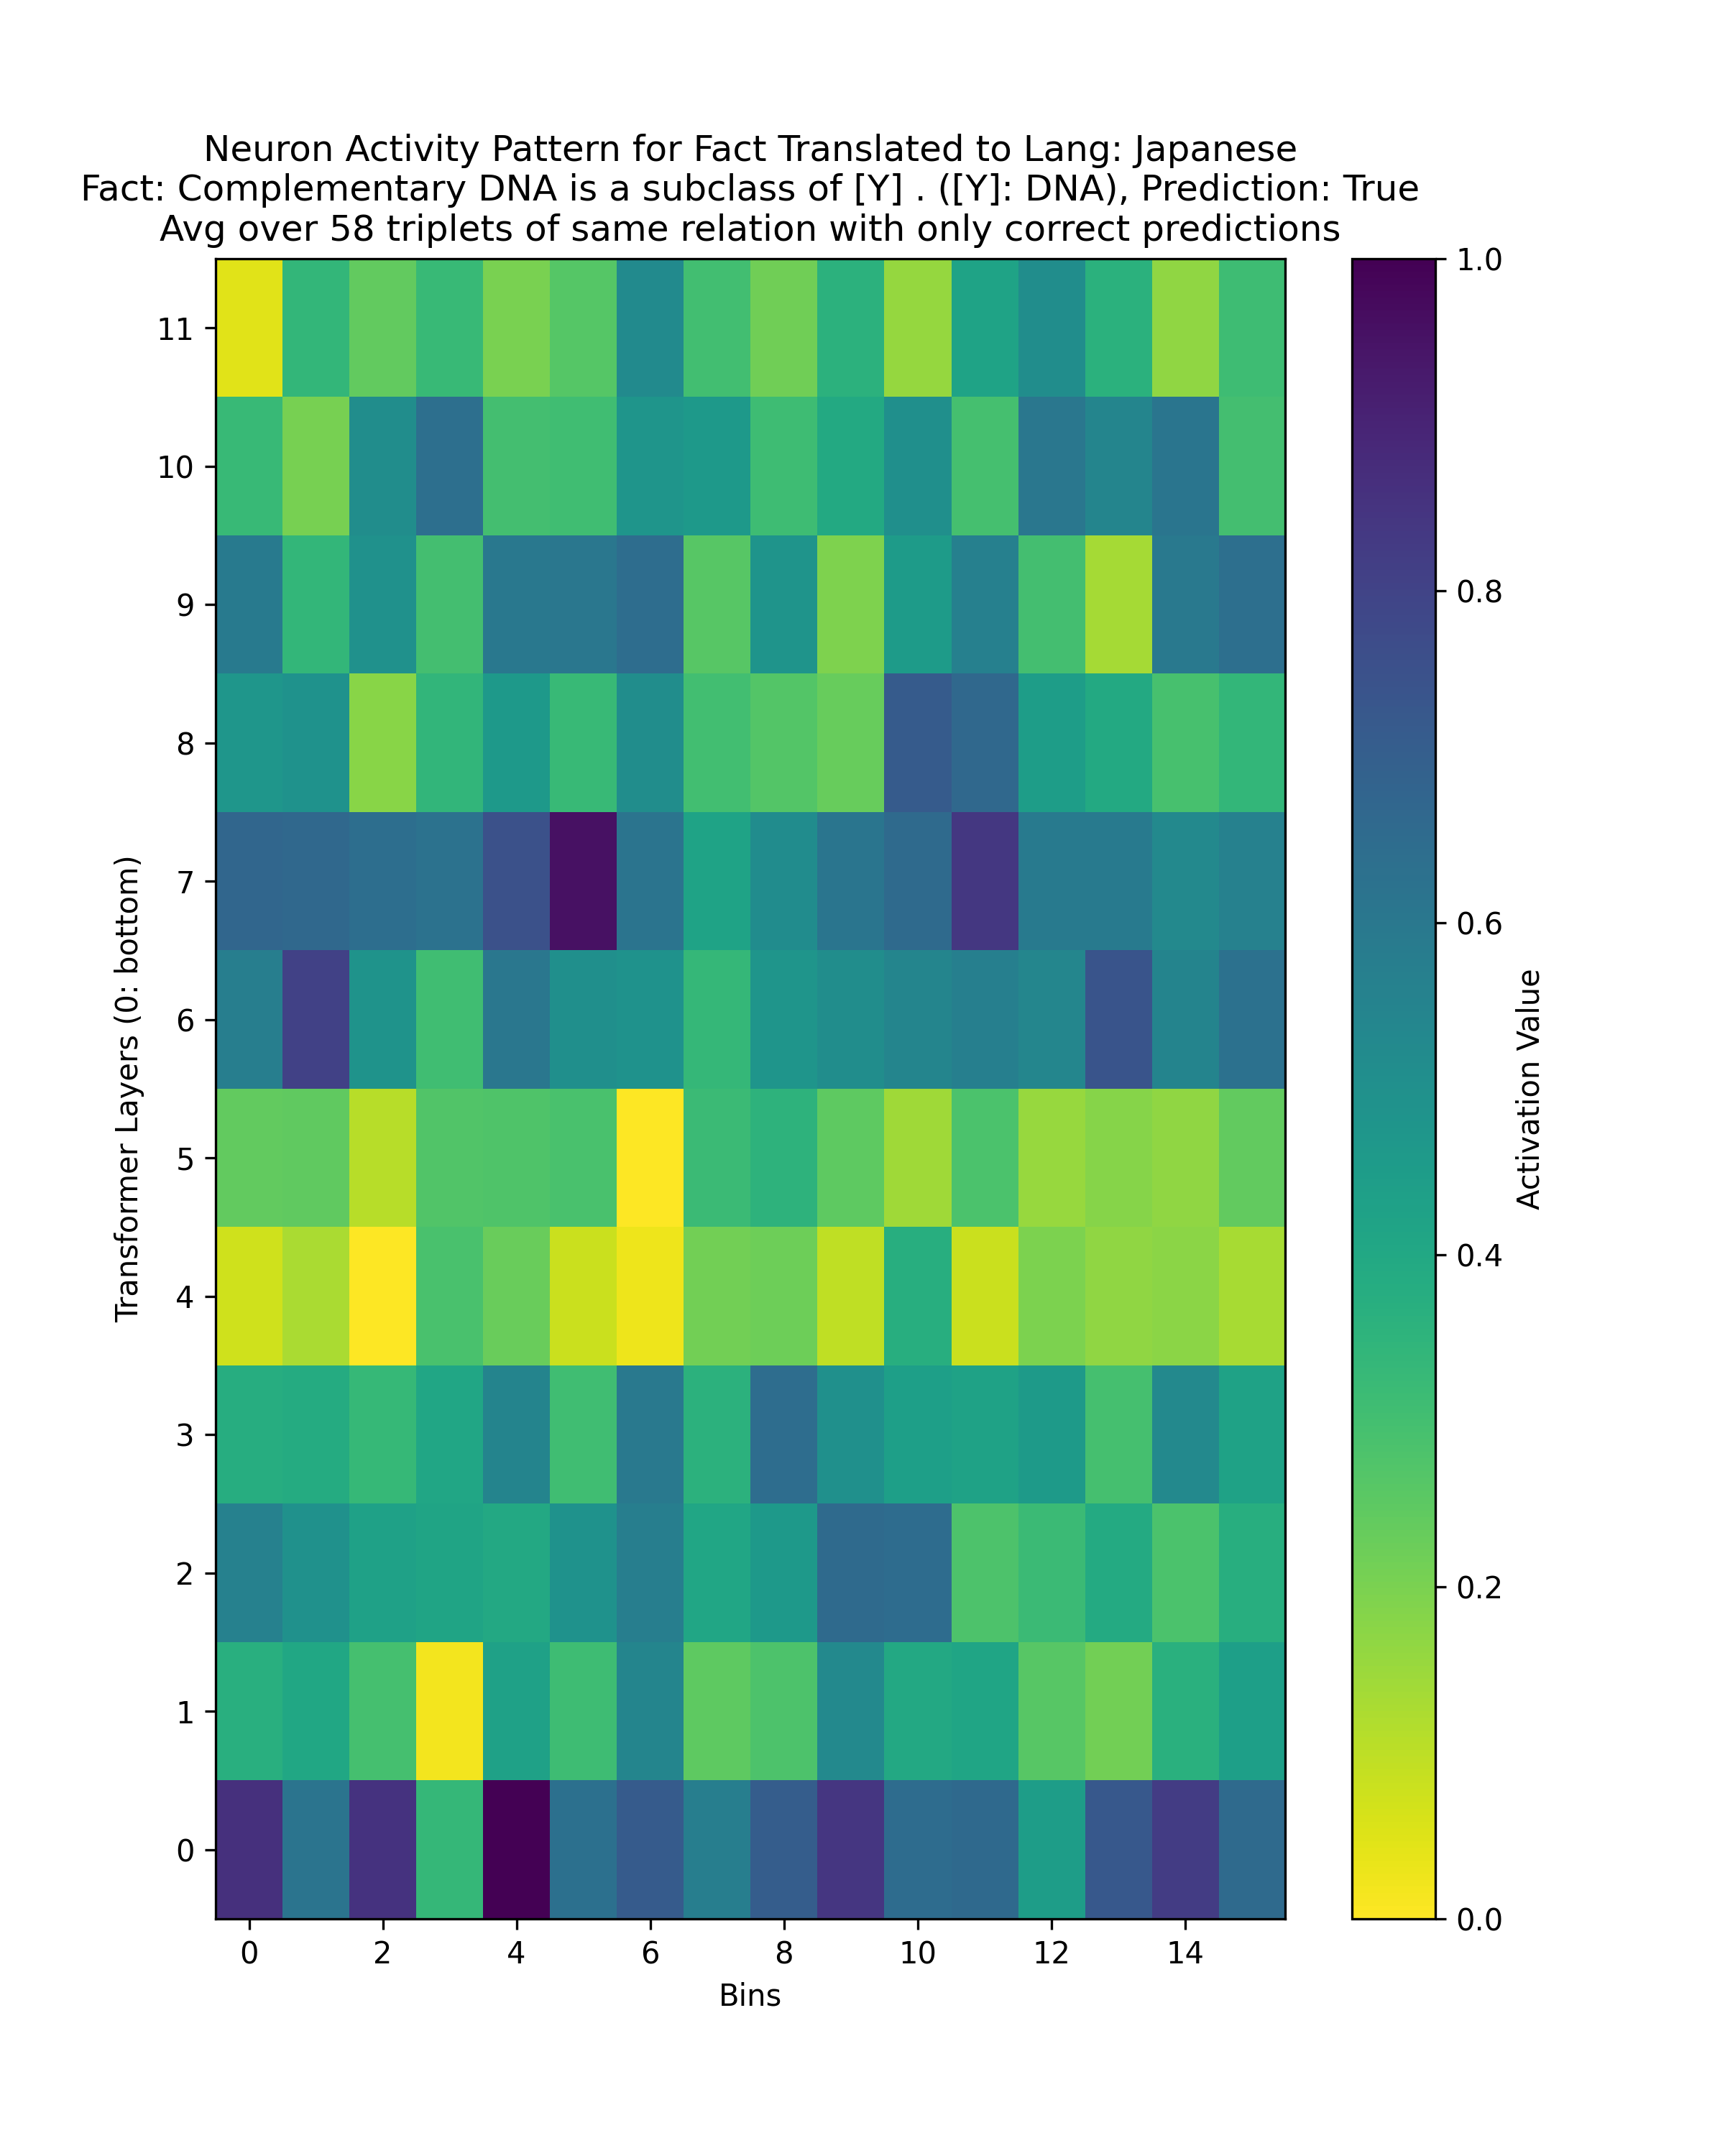 Neuron Activity Pattern for Fact Translated to Lang: Japanese
Fact: Complementary DNA is a subclass of [Y] . ([Y]: DNA), Prediction: True
Avg over 58 triplets of same relation with only correct predictions
11
10
9
8
7
6
5
4
3
2
1
0
Transformer Layers (0: bottom)
0 2 4 6 8 10 12 14
Bins
1.0
0.8
0.6
0.4
0.2
0.0
Activation Value